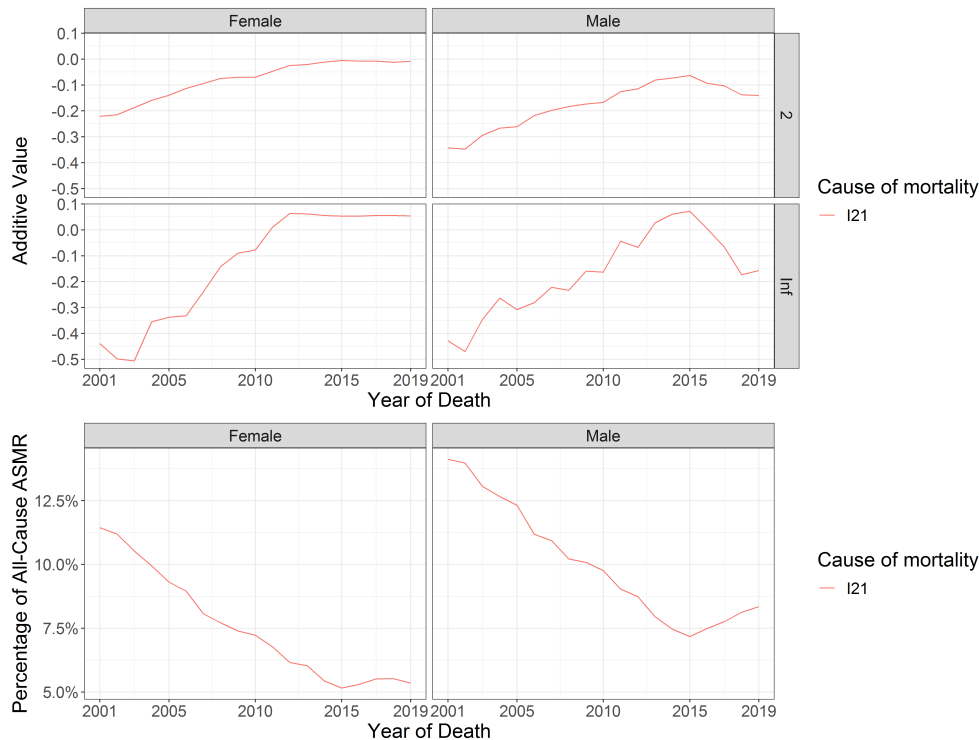 Female Male
0.1
0.0
-0.1
-0.2
-0.3
-0.4
-0.5
2
0.1
0.0
-0.1
-0.2
-0.3
-0.4
-0.5
Inf
Additive Value
2001 2005 2010 2015 2019 2001 2005 2010 2015 2019
Year of Death
Cause of mortality
I21
Female Male
12.5%
10.0%
7.5%
5.0%
Percentage of All-Cause ASMR
2001 2005 2010 2015 2019 2001 2005 2010 2015 2019
Year of Death
Cause of mortality
I21